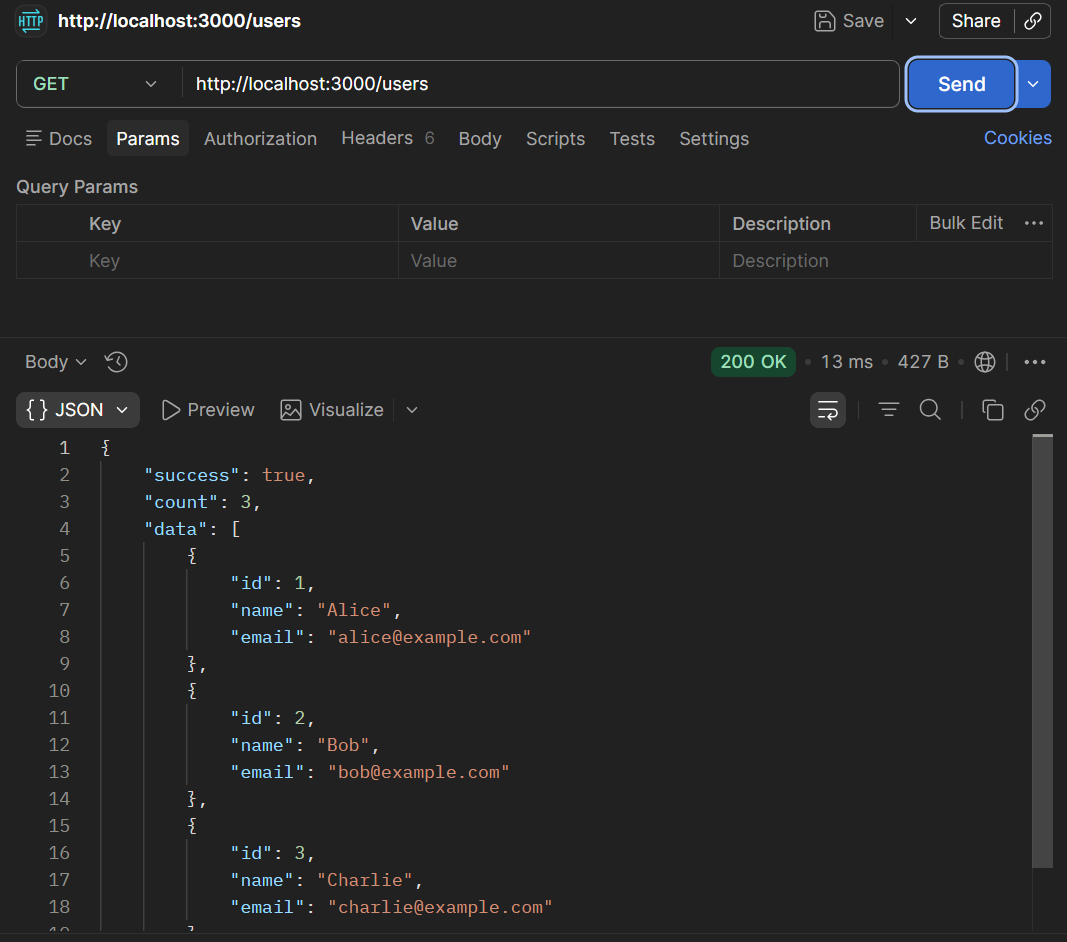 HTTP http://localhost:3000/users Save Share
GET http://localhost:3000/users Send
Docs Params Authorization Headers 6 Body Scripts Tests Settings Cookies
Query Params
Key Value Description Bulk Edit ...
Key Value Description
Body 200 OK • 13 ms • 427 B • ...
{} JSON Preview Visualize
1 {
2 "success": true,
3 "count": 3,
4 "data": [
5 {
6 "id": 1,
7 "name": "Alice",
8 "email": "alice@example.com"
9 },
10 {
11 "id": 2,
12 "name": "Bob",
13 "email": "bob@example.com"
14 },
15 {
16 "id": 3,
17 "name": "Charlie",
18 "email": "charlie@example.com"
19 }